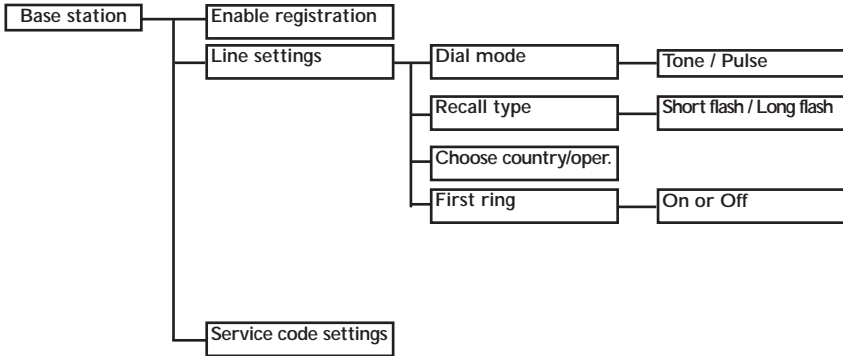 Base station
Enable registration
Line settings
Dial mode
Tone / Pulse
Recall type
Short flash / Long flash
Choose country/oper.
First ring
On or Off
Service code settings